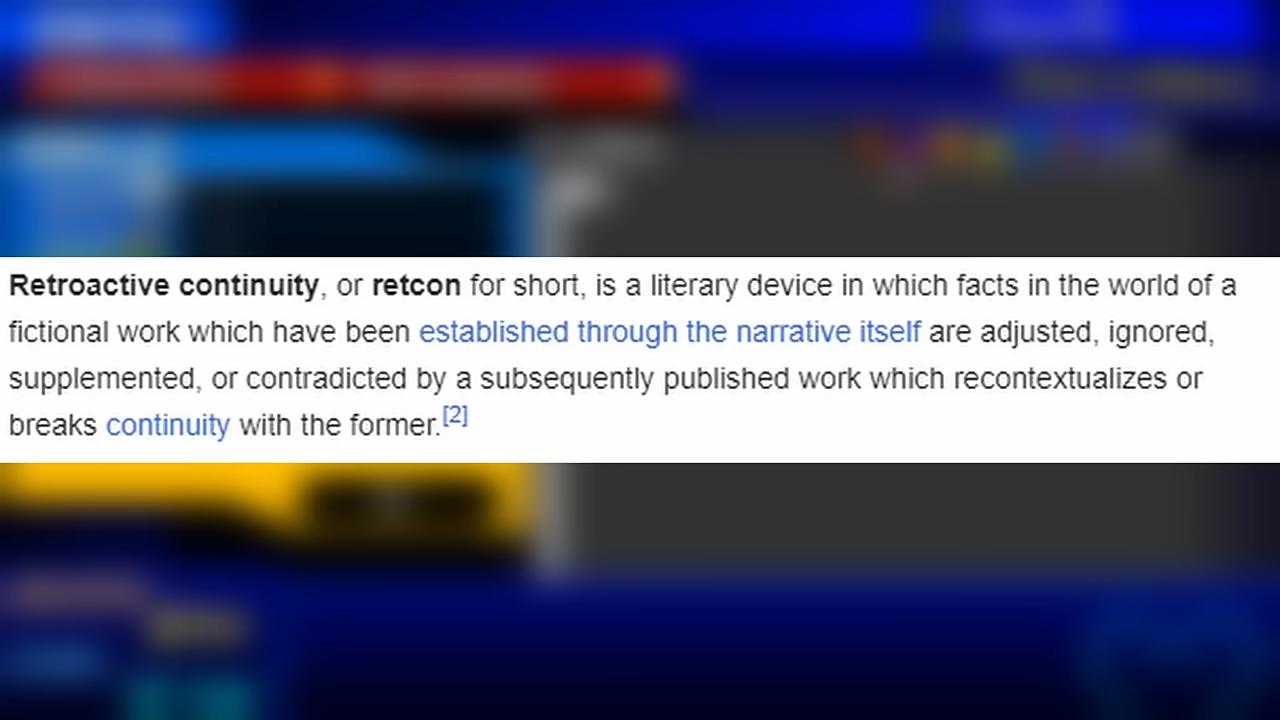 Retroactive continuity, or retcon for short, is a literary device in which facts in the world of a
fictional work which have been established through the narrative itself are adjusted, ignored,
supplemented, or contradicted by a subsequently published work which recontextualizes or
breaks continuity with the former.[2]